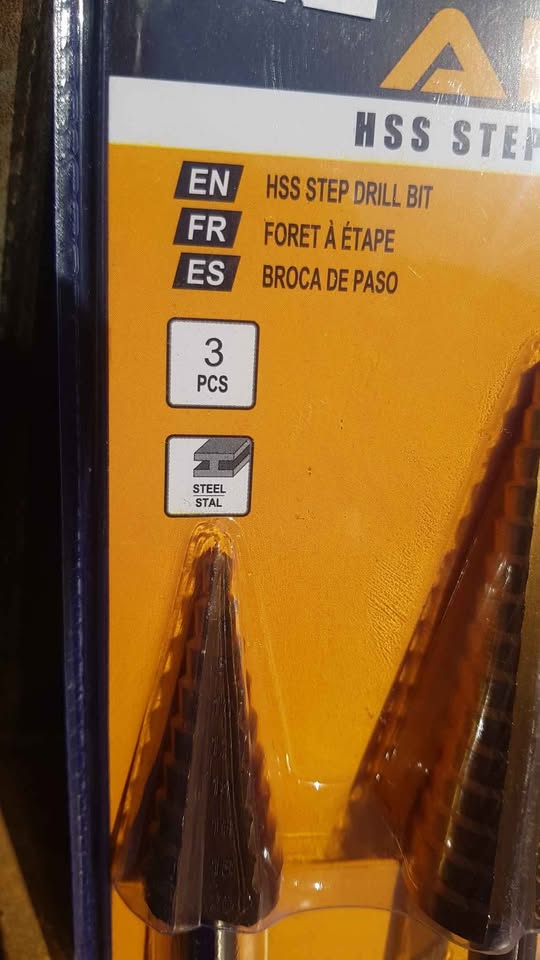 HSS STEP
EN HSS STEP DRILL BIT
FR FORET À ÉTAPE
ES BROCA DE PASO
3
PCS
STEEL
STAL